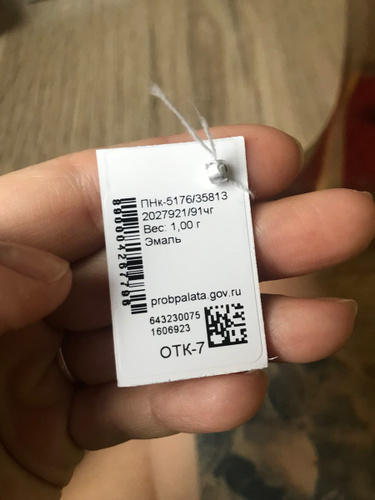 ПНк-5176/35813
2027921/91чг
Вес: 1,00 г
Эмаль
probpalata.gov.ru
643230075
1606923
ОТК-7